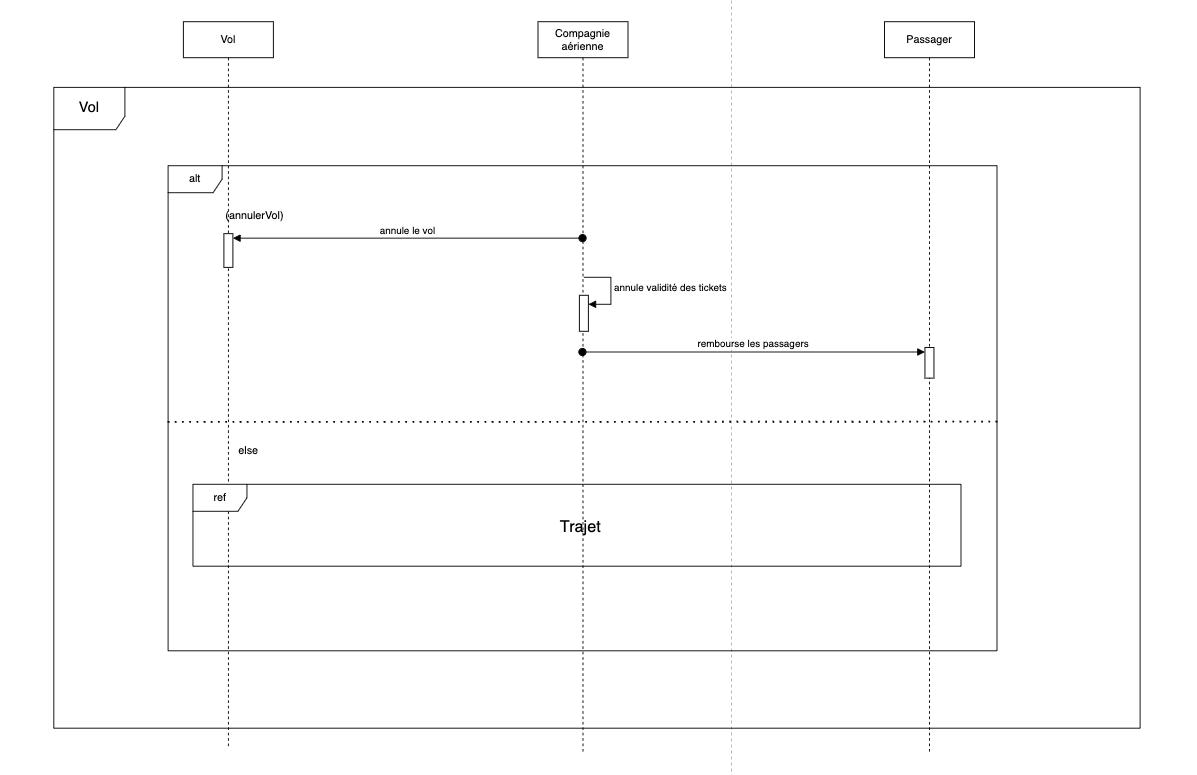 Vol
Compagnie
aérienne
Passager
Vol
alt
(annulerVol)
annule le vol
annule validité des tickets
rembourse les passagers
else
ref
Trajet